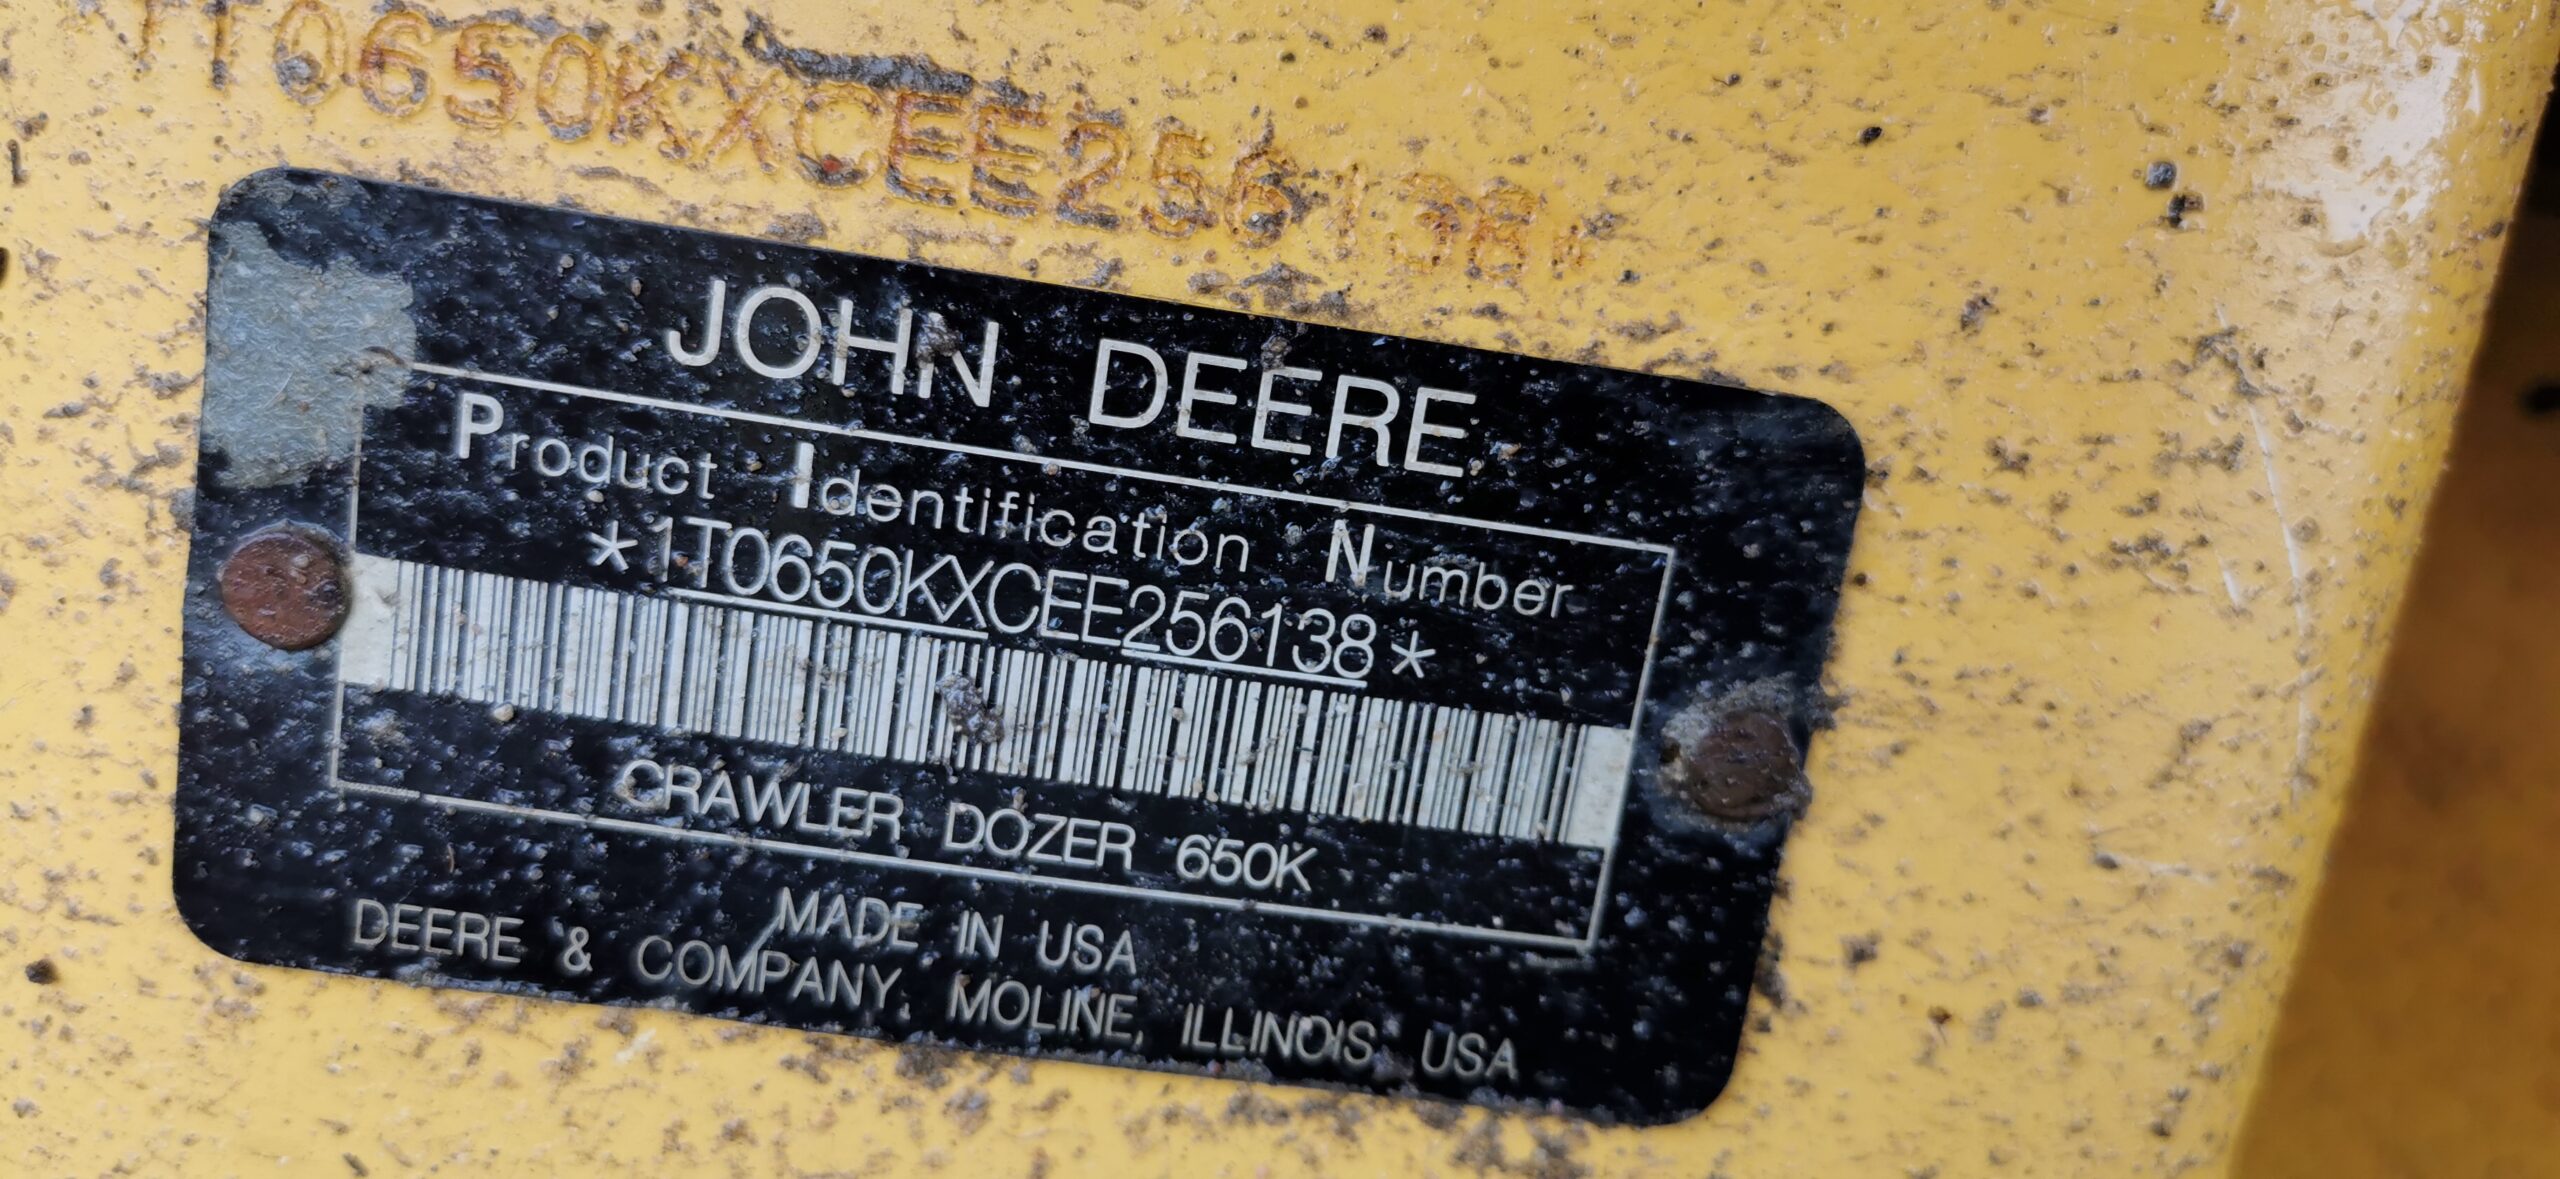 1T0650KXCEE256138*
JOHN DEERE
Product Identification Number
*1T0650KXCEE256138*
CRAWLER DOZER 650K
MADE IN USA
DEERE & COMPANY, MOLINE, ILLINOIS USA